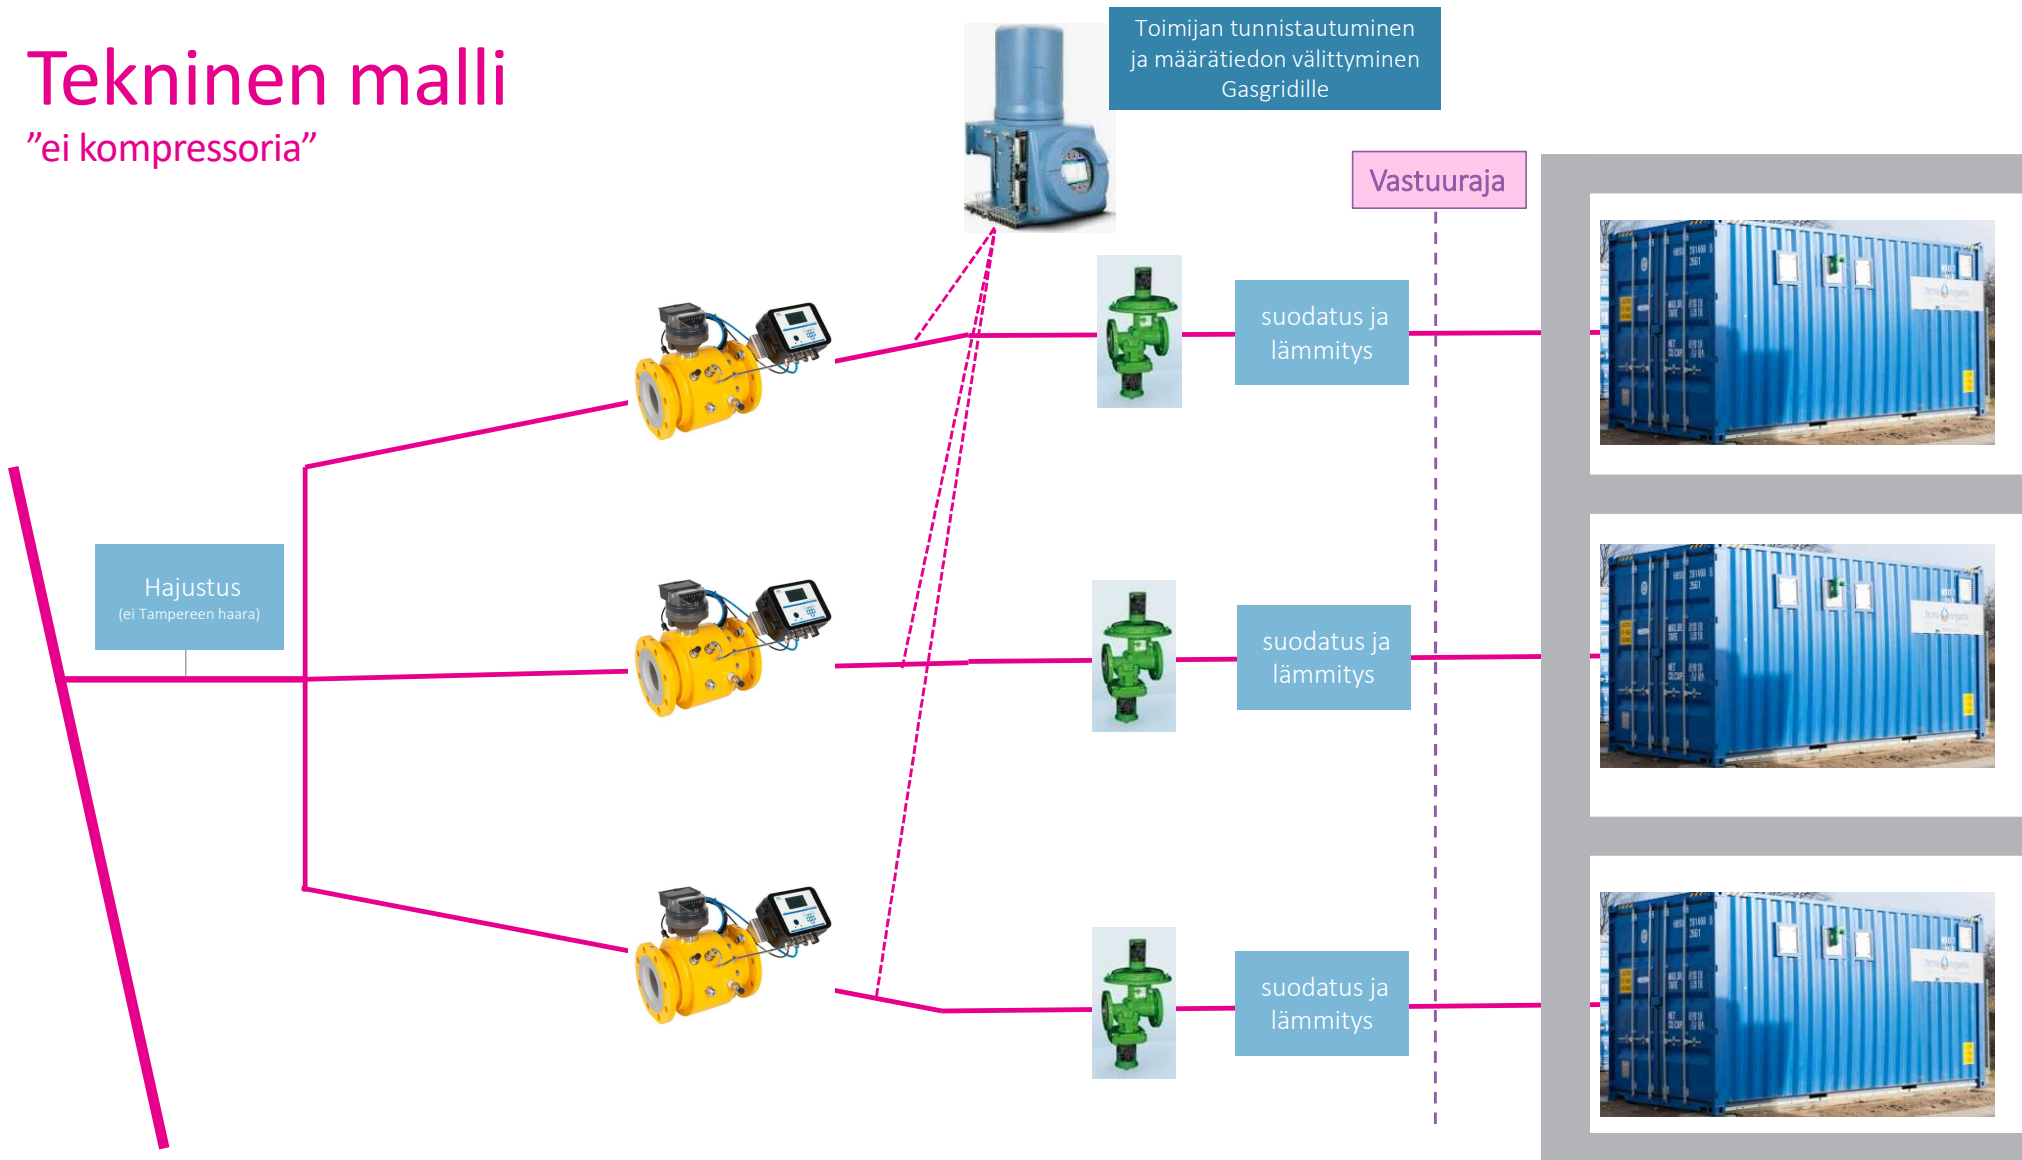 Tekninen malli
”ei kompressoria”
Toimijan tunnistautuminen
ja määrätiedon välittyminen
Gasgridille
Vastuuraja
suodatus ja
lämmitys
Hajustus
(ei Tampereen haara)
suodatus ja
lämmitys
suodatus ja
lämmitys